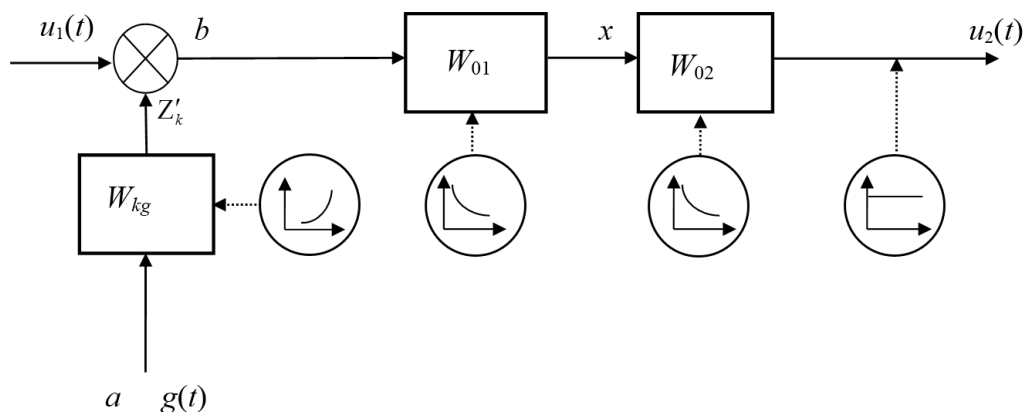 u₁(t) b x u₂(t)
W₀₁ W₀₂
Z′ₖ
Wₖg
a g(t)